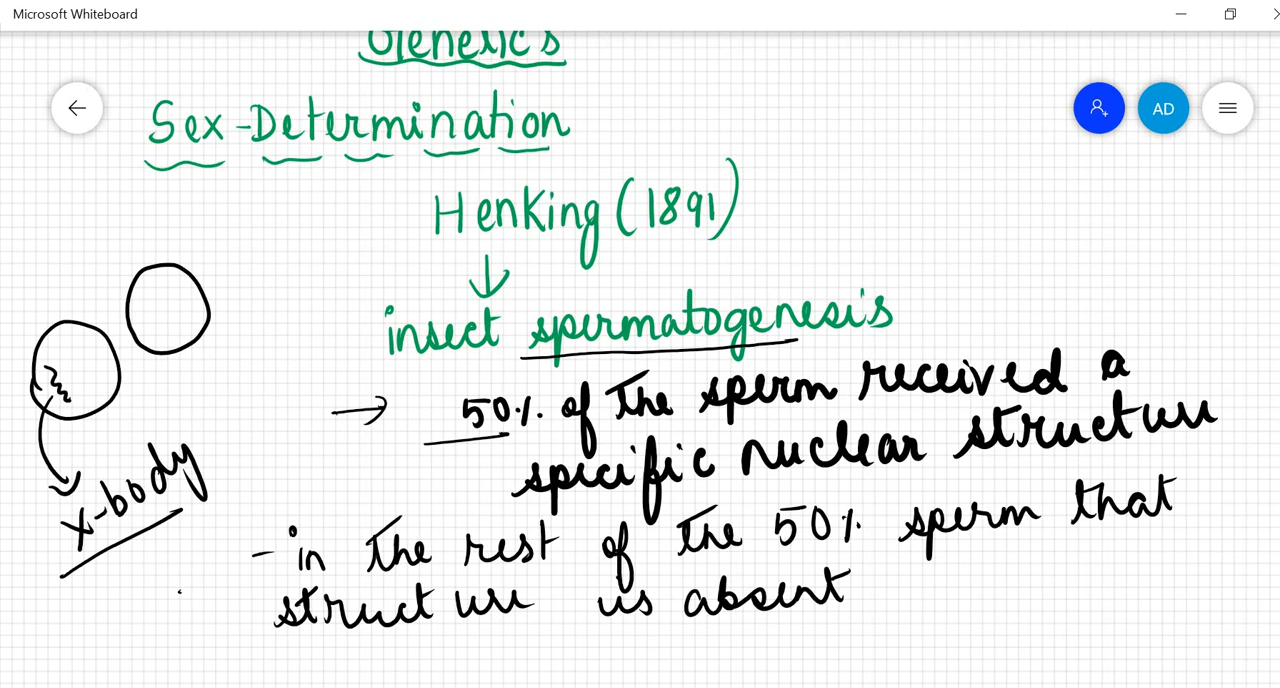 Microsoft Whiteboard
Genetics
Sex-Determination
AD
Henking (1891)
insect spermatogenesis
→ 50% of the sperm received a
specific nuclear structure
x-body
- in the rest of the 50% sperm that
structure is absent